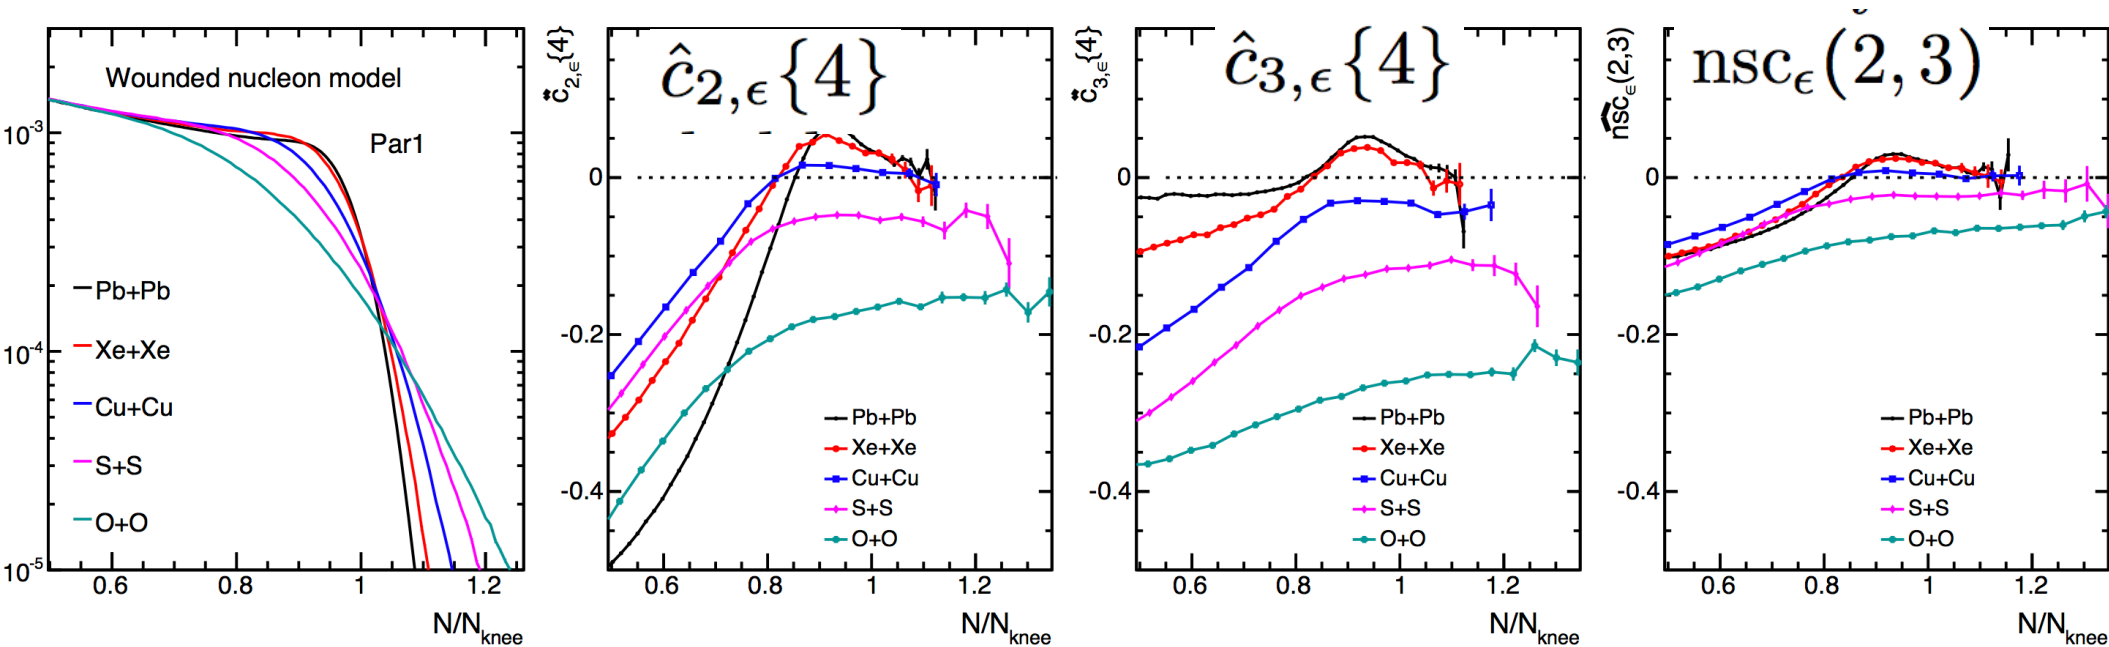 Wounded nucleon model
Par1
10⁻³
10⁻⁴
10⁻⁵
Pb+Pb
Xe+Xe
Cu+Cu
S+S
O+O
0.6 0.8 1 1.2
N/N_knee
ĉ_{2,ϵ}{4}
ĉ_{2,ϵ}{4}
0
-0.2
-0.4
Pb+Pb
Xe+Xe
Cu+Cu
S+S
O+O
0.6 0.8 1 1.2
N/N_knee
ĉ_{3,ϵ}{4}
ĉ_{3,ϵ}{4}
0
-0.2
-0.4
Pb+Pb
Xe+Xe
Cu+Cu
S+S
O+O
0.6 0.8 1 1.2
N/N_knee
nsc_ϵ(2,3)
nsc_ϵ(2, 3)
0
-0.2
-0.4
Pb+Pb
Xe+Xe
Cu+Cu
S+S
O+O
0.6 0.8 1 1.2
N/N_knee